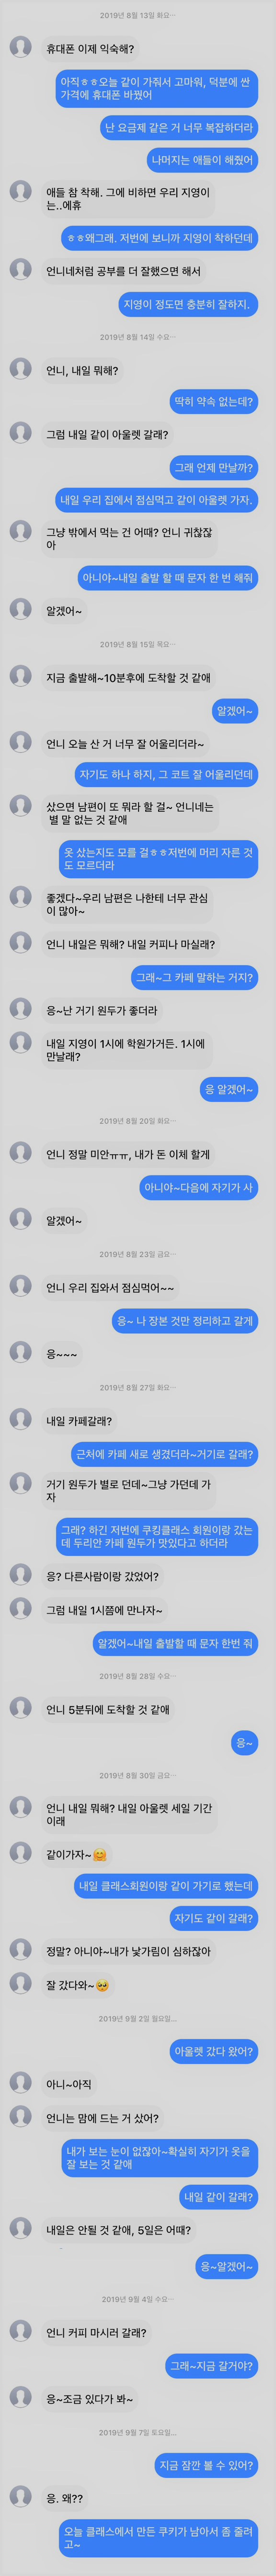 2019년 8월 13일 화요…
휴대폰 이제 익숙해?
아직ㅎㅎ오늘 같이 가줘서 고마워, 덕분에 싼
가격에 휴대폰 바꿨어
난 요금제 같은 거 너무 복잡하더라
나머지는 애들이 해줬어
애들 참 착해. 그에 비하면 우리 지영이
는..에휴
ㅎㅎ왜그래. 저번에 보니까 지영이 착하던데
언니네처럼 공부를 더 잘했으면 해서
지영이 정도면 충분히 잘하지.
2019년 8월 14일 수요…
언니, 내일 뭐해?
딱히 약속 없는데?
그럼 내일 같이 아울렛 갈래?
그래 언제 만날까?
내일 우리 집에서 점심먹고 같이 아울렛 가자.
그냥 밖에서 먹는 건 어때? 언니 귀찮잖
아
아니야~내일 출발 할 때 문자 한 번 해줘
알겠어~
2019년 8월 15일 목요…
지금 출발해~10분후에 도착할 것 같애
알겠어~
언니 오늘 산 거 너무 잘 어울리더라~
자기도 하나 하지, 그 코트 잘 어울리던데
샀으면 남편이 또 뭐라 할 걸~ 언니네는
별 말 없는 것 같애
옷 샀는지도 모를 걸ㅎㅎ저번에 머리 자른 것
도 모르더라
좋겠다~우리 남편은 나한테 너무 관심
이 많아~
언니 내일은 뭐해? 내일 커피나 마실래?
그래~그 카페 말하는 거지?
응~난 거기 원두가 좋더라
내일 지영이 1시에 학원가거든. 1시에
만날래?
응 알겠어~
2019년 8월 20일 화요…
언니 정말 미안ㅠㅠ, 내가 돈 이체 할게
아니야~다음에 자기가 사
알겠어~
2019년 8월 23일 금요…
언니 우리 집와서 점심먹어~~
응~ 나 장본 것만 정리하고 갈게
응~~~
2019년 8월 27일 화요…
내일 카페갈래?
근처에 카페 새로 생겼더라~거기로 갈래?
거기 원두가 별로 던데~그냥 가던데 가
자
그래? 하긴 저번에 쿠킹클래스 회원이랑 갔는
데 두리안 카페 원두가 맛있다고 하더라
응? 다른사람이랑 갔었어?
그럼 내일 1시쯤에 만나자~
알겠어~내일 출발할 때 문자 한번 줘
2019년 8월 28일 수요…
언니 5분뒤에 도착할 것 같애
응~
2019년 8월 30일 금요…
언니 내일 뭐해? 내일 아울렛 세일 기간
이래
같이가자~🤗
내일 클래스회원이랑 같이 가기로 했는데
자기도 같이 갈래?
정말? 아니야~내가 낯가림이 심하잖아
잘 갔다와~🥺
2019년 9월 2일 월요일…
아울렛 갔다 왔어?
아니~아직
언니는 맘에 드는 거 샀어?
내가 보는 눈이 없잖아~확실히 자기가 옷을
잘 보는 것 같애
내일 같이 갈래?
내일은 안될 것 같애, 5일은 어때?
응~알겠어~
2019년 9월 4일 수요…
언니 커피 마시러 갈래?
그래~지금 갈거야?
응~조금 있다가 봐~
2019년 9월 7일 토요일…
지금 잠깐 볼 수 있어?
응. 왜??
오늘 클래스에서 만든 쿠키가 남아서 좀 줄려
고~